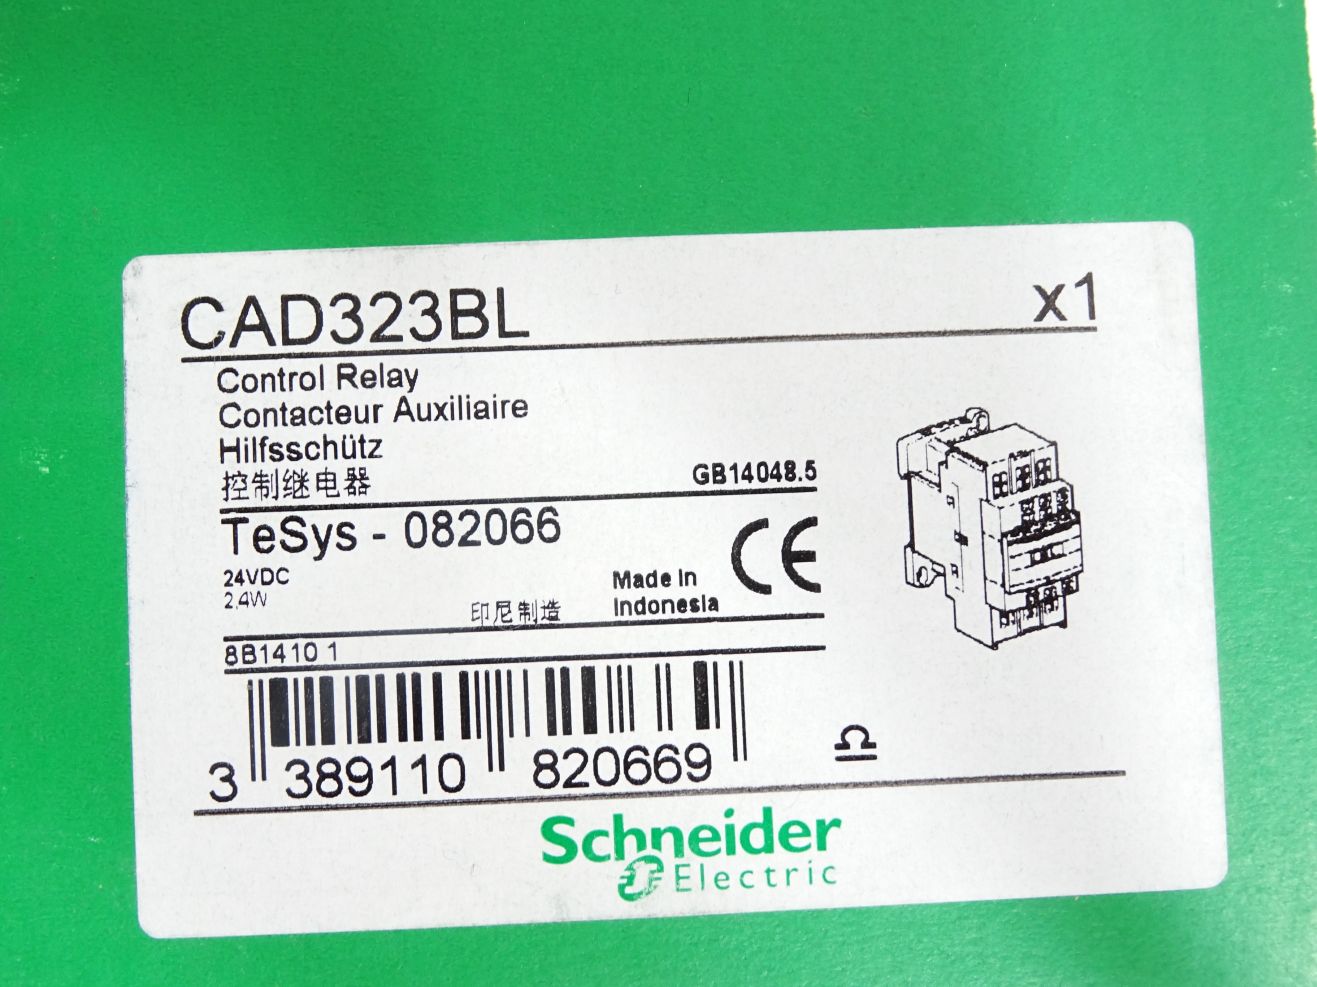 CAD323BL x1
Control Relay
Contacteur Auxiliaire
Hilfsschütz
控制继电器 GB14048.5
TeSys - 082066
CE
24VDC
2,4W
印尼制造
Made in
Indonesia
8B1410 1
3 389110 820669
Schneider
Electric